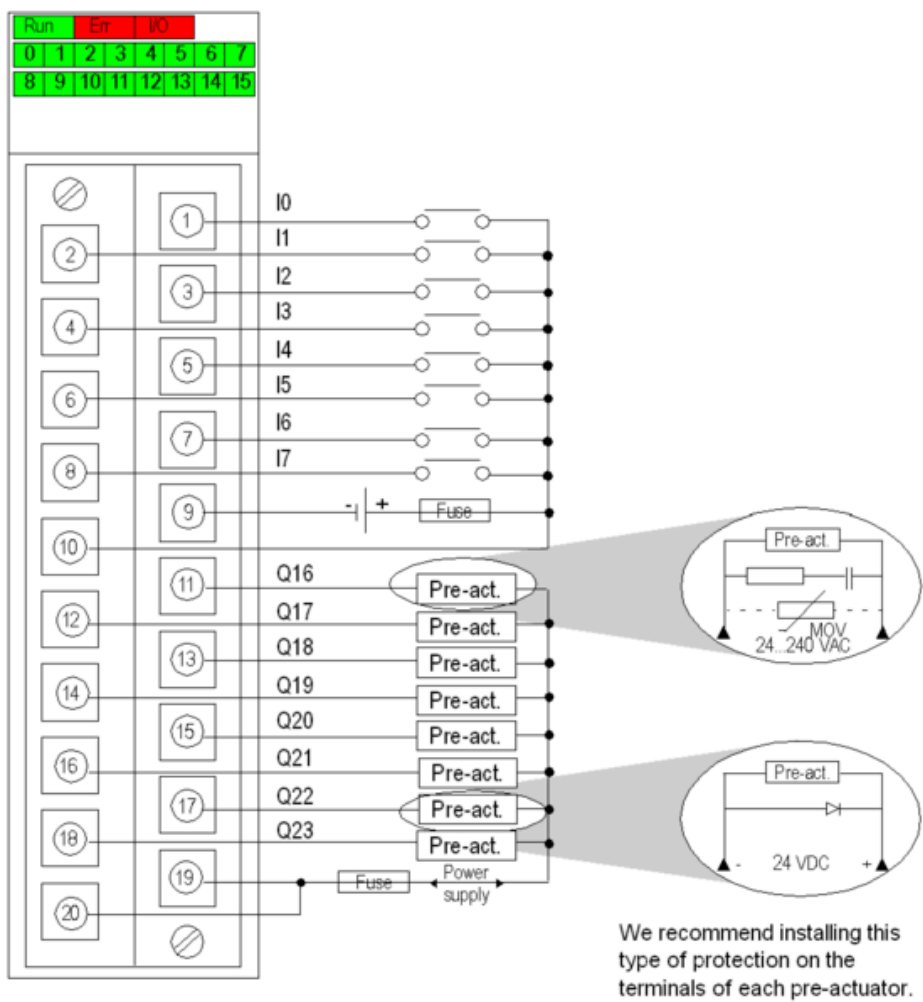 Run Err I/O
0 1 2 3 4 5 6 7
8 9 10 11 12 13 14 15
1 I0
2 I1
3 I2
4 I3
5 I4
6 I5
7 I6
8 I7
9 - + Fuse
10
11 Q16 Pre-act.
12 Q17 Pre-act.
13 Q18 Pre-act.
14 Q19 Pre-act.
15 Q20 Pre-act.
16 Q21 Pre-act.
17 Q22 Pre-act.
18 Q23 Pre-act.
19 Fuse Power
supply
20
Pre-act.
MOV
24...240 VAC
Pre-act.
- 24 VDC +
We recommend installing this
type of protection on the
terminals of each pre-actuator.